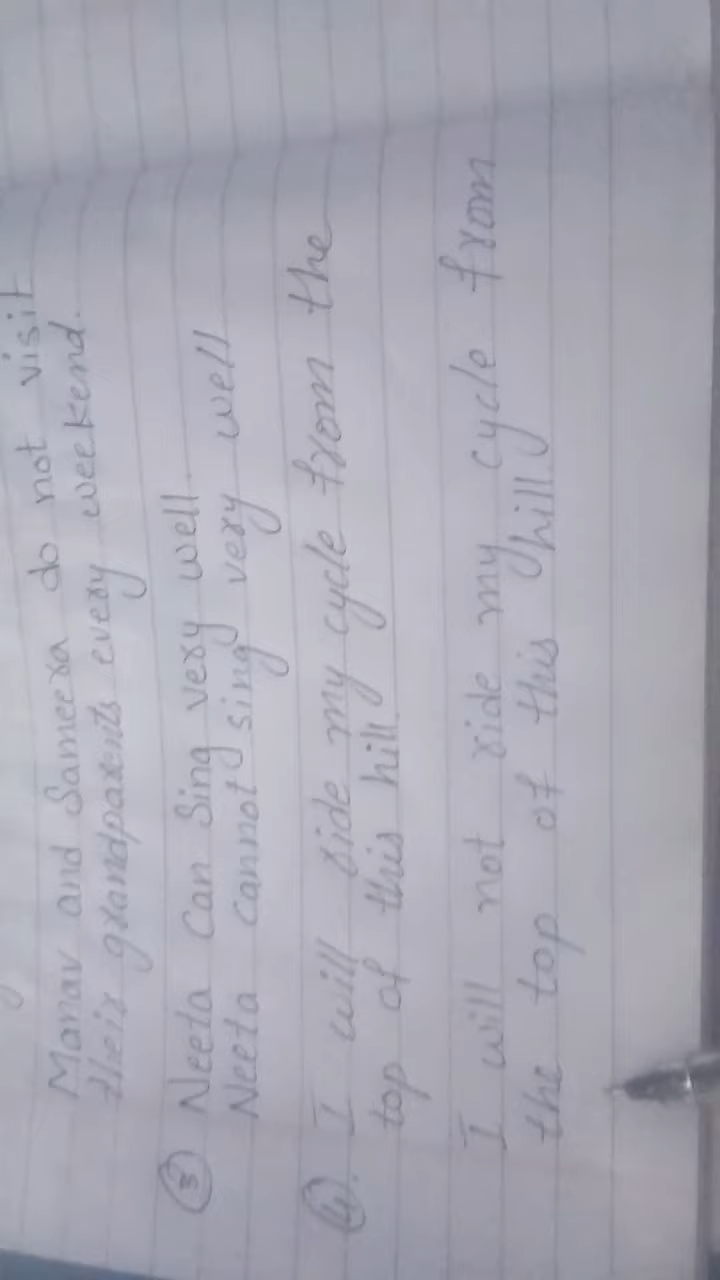 Manav and Sameera do not visit
their grandparents every weekend.
③ Neeta Can Sing very well.
Neeta cannot sing very well
④. I will ride my cycle from the
top of this hill.
I will not ride my cycle from
the top of this hill.